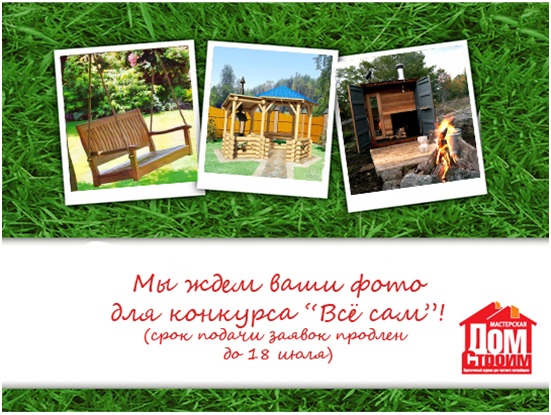 Мы ждем ваши фото
для конкурса “Всё сам”!
(срок подачи заявок продлен
до 18 июля)
МАСТЕРСКАЯ
ДОМ
СТРОИМ